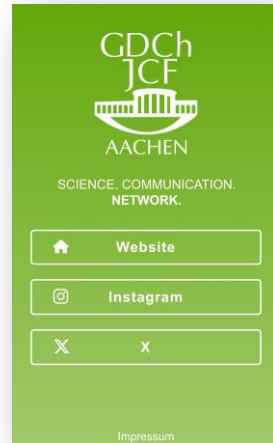 GDCh
JCF
AACHEN
SCIENCE. COMMUNICATION.
NETWORK.
Website
Instagram
X
Impressum